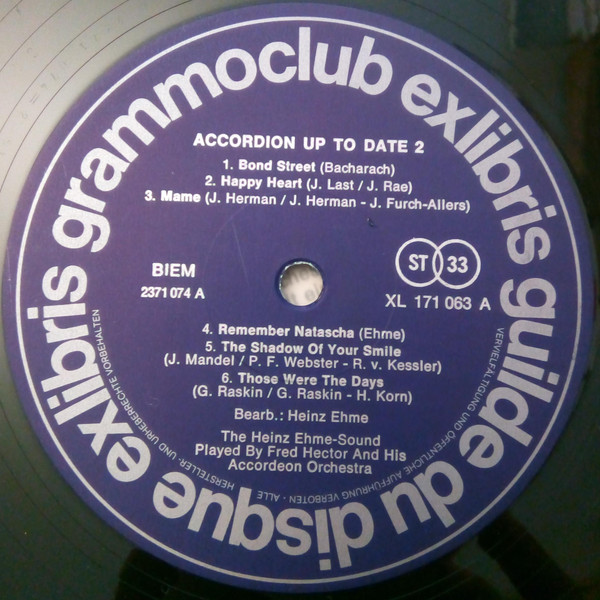 exlibris grammoclub exlibris guilde du disque
ACCORDION UP TO DATE 2
1. Bond Street (Bacharach)
2. Happy Heart (J. Last / J. Rae)
3. Mame (J. Herman / J. Herman - J. Furch-Allers)
BIEM
2371 074 A
ST 33
XL 171 063 A
4. Remember Natascha (Ehme)
5. The Shadow Of Your Smile
(J. Mandel / P. F. Webster - R. v. Kessler)
6. Those Were The Days
(G. Raskin / G. Raskin - H. Korn)
Bearb.: Heinz Ehme
The Heinz Ehme-Sound
Played By Fred Hector And His
Accordeon Orchestra
VERVIELFÄLTIGUNG UND ÖFFENTLICHE AUFFÜHRUNG VERBOTEN - ALLE HERSTELLER- UND URHEBERRECHTE VORBEHALTEN